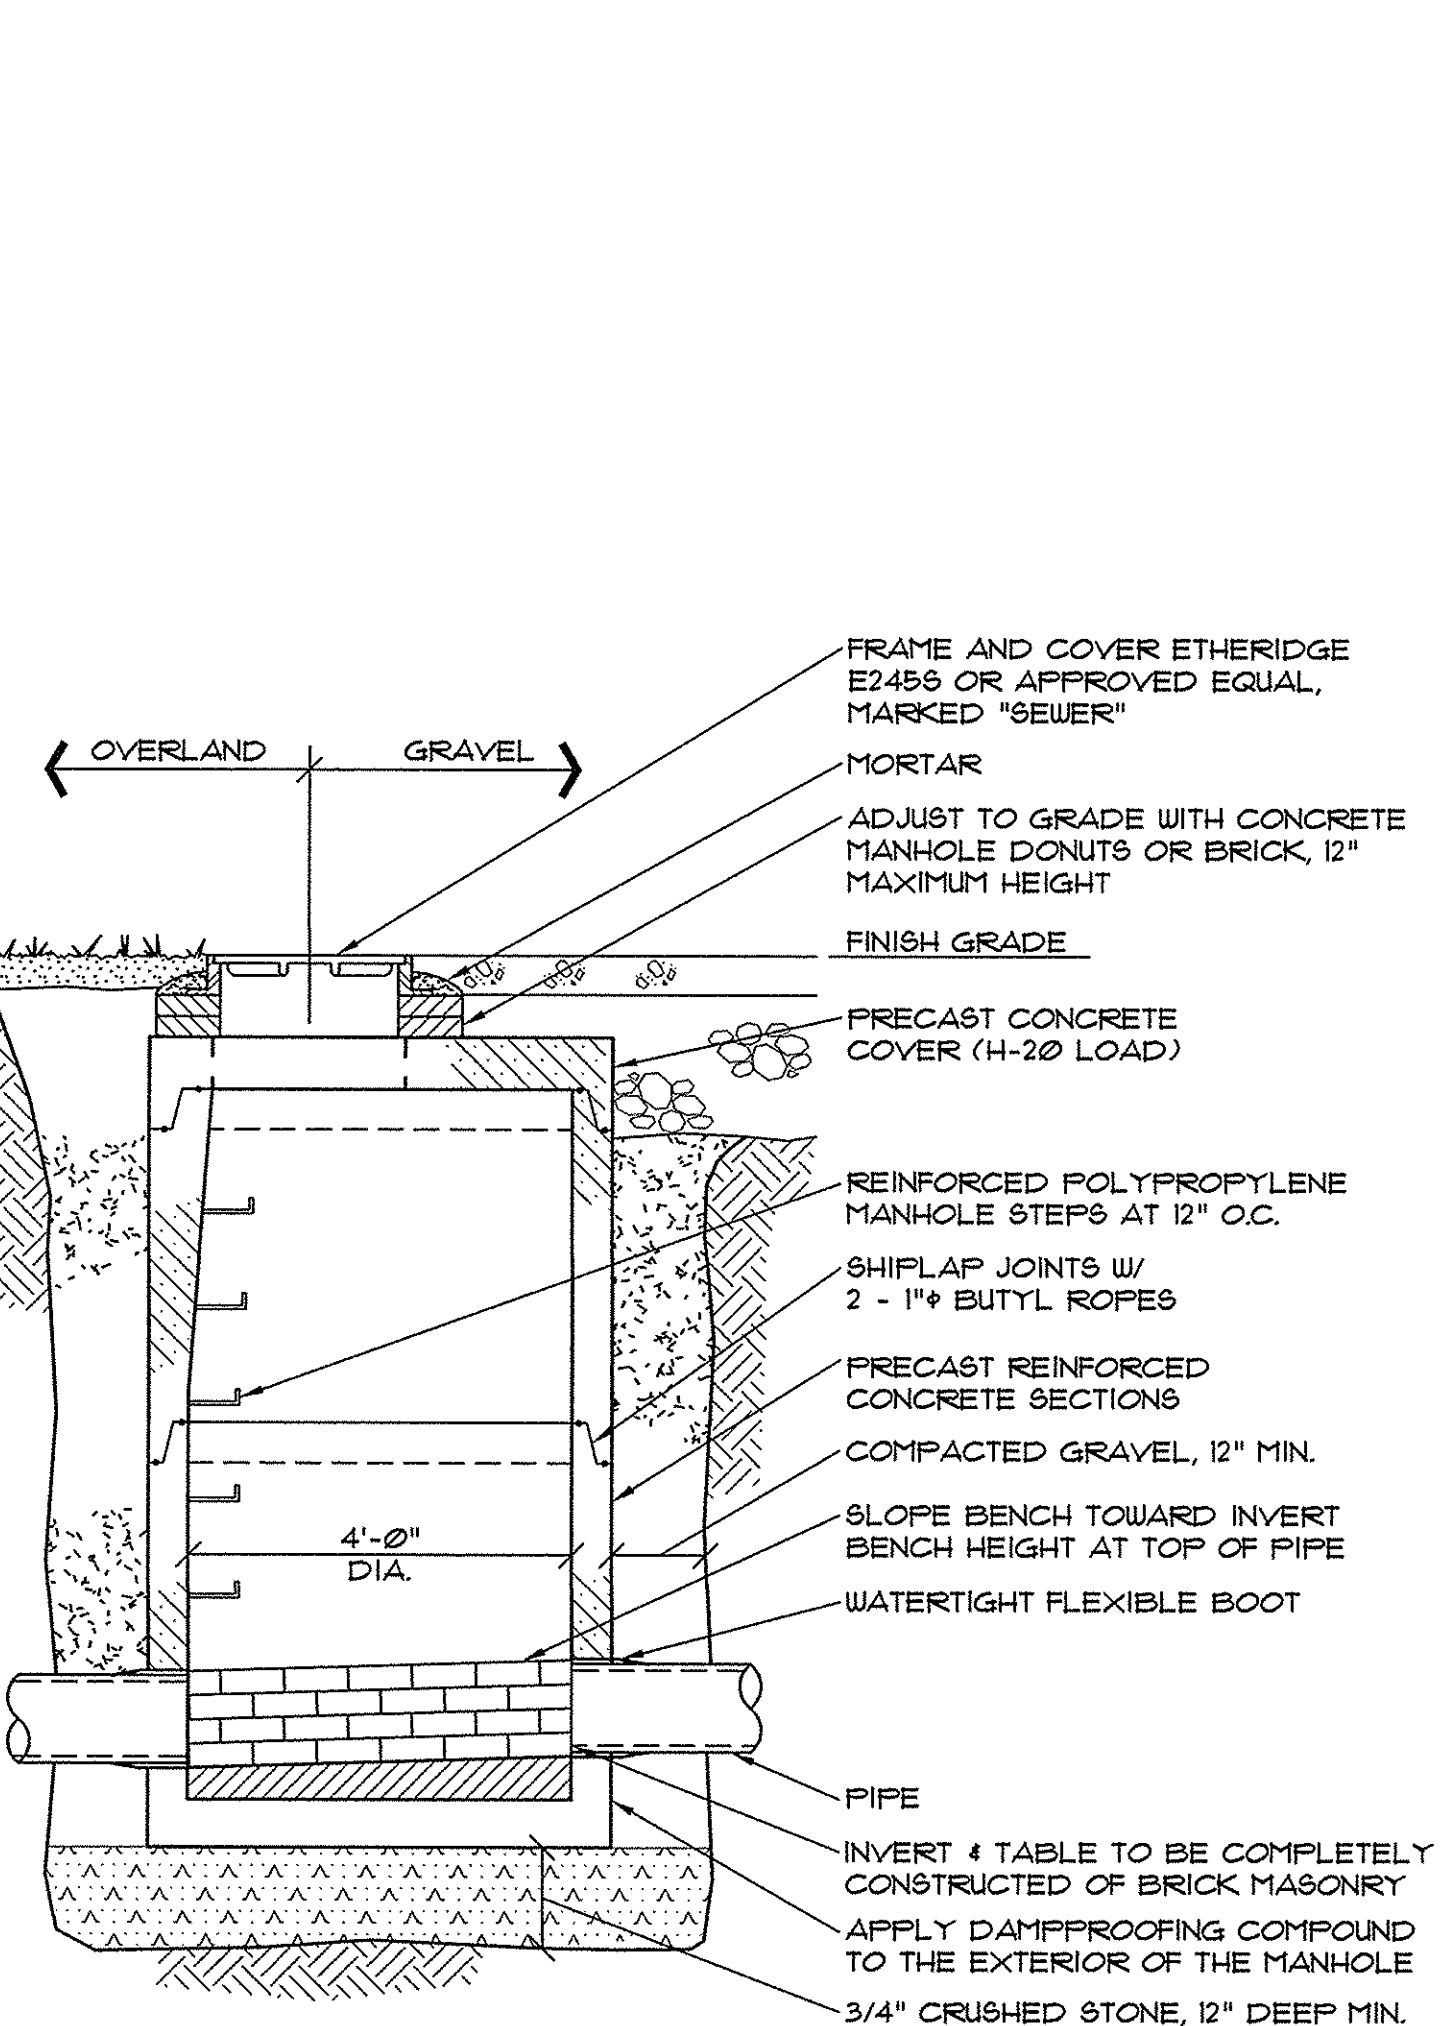 FRAME AND COVER ETHERIDGE
E245S OR APPROVED EQUAL,
MARKED "SEWER"
OVERLAND
GRAVEL
MORTAR
ADJUST TO GRADE WITH CONCRETE
MANHOLE DONUTS OR BRICK, 12"
MAXIMUM HEIGHT
FINISH GRADE
PRECAST CONCRETE
COVER (H-20 LOAD)
REINFORCED POLYPROPYLENE
MANHOLE STEPS AT 12" O.C.
SHIPLAP JOINTS W/
2 - 1"φ BUTYL ROPES
PRECAST REINFORCED
CONCRETE SECTIONS
COMPACTED GRAVEL, 12" MIN.
SLOPE BENCH TOWARD INVERT
BENCH HEIGHT AT TOP OF PIPE
4'-0"
DIA.
WATERTIGHT FLEXIBLE BOOT
PIPE
INVERT & TABLE TO BE COMPLETELY
CONSTRUCTED OF BRICK MASONRY
APPLY DAMPPROOFING COMPOUND
TO THE EXTERIOR OF THE MANHOLE
3/4" CRUSHED STONE, 12" DEEP MIN.